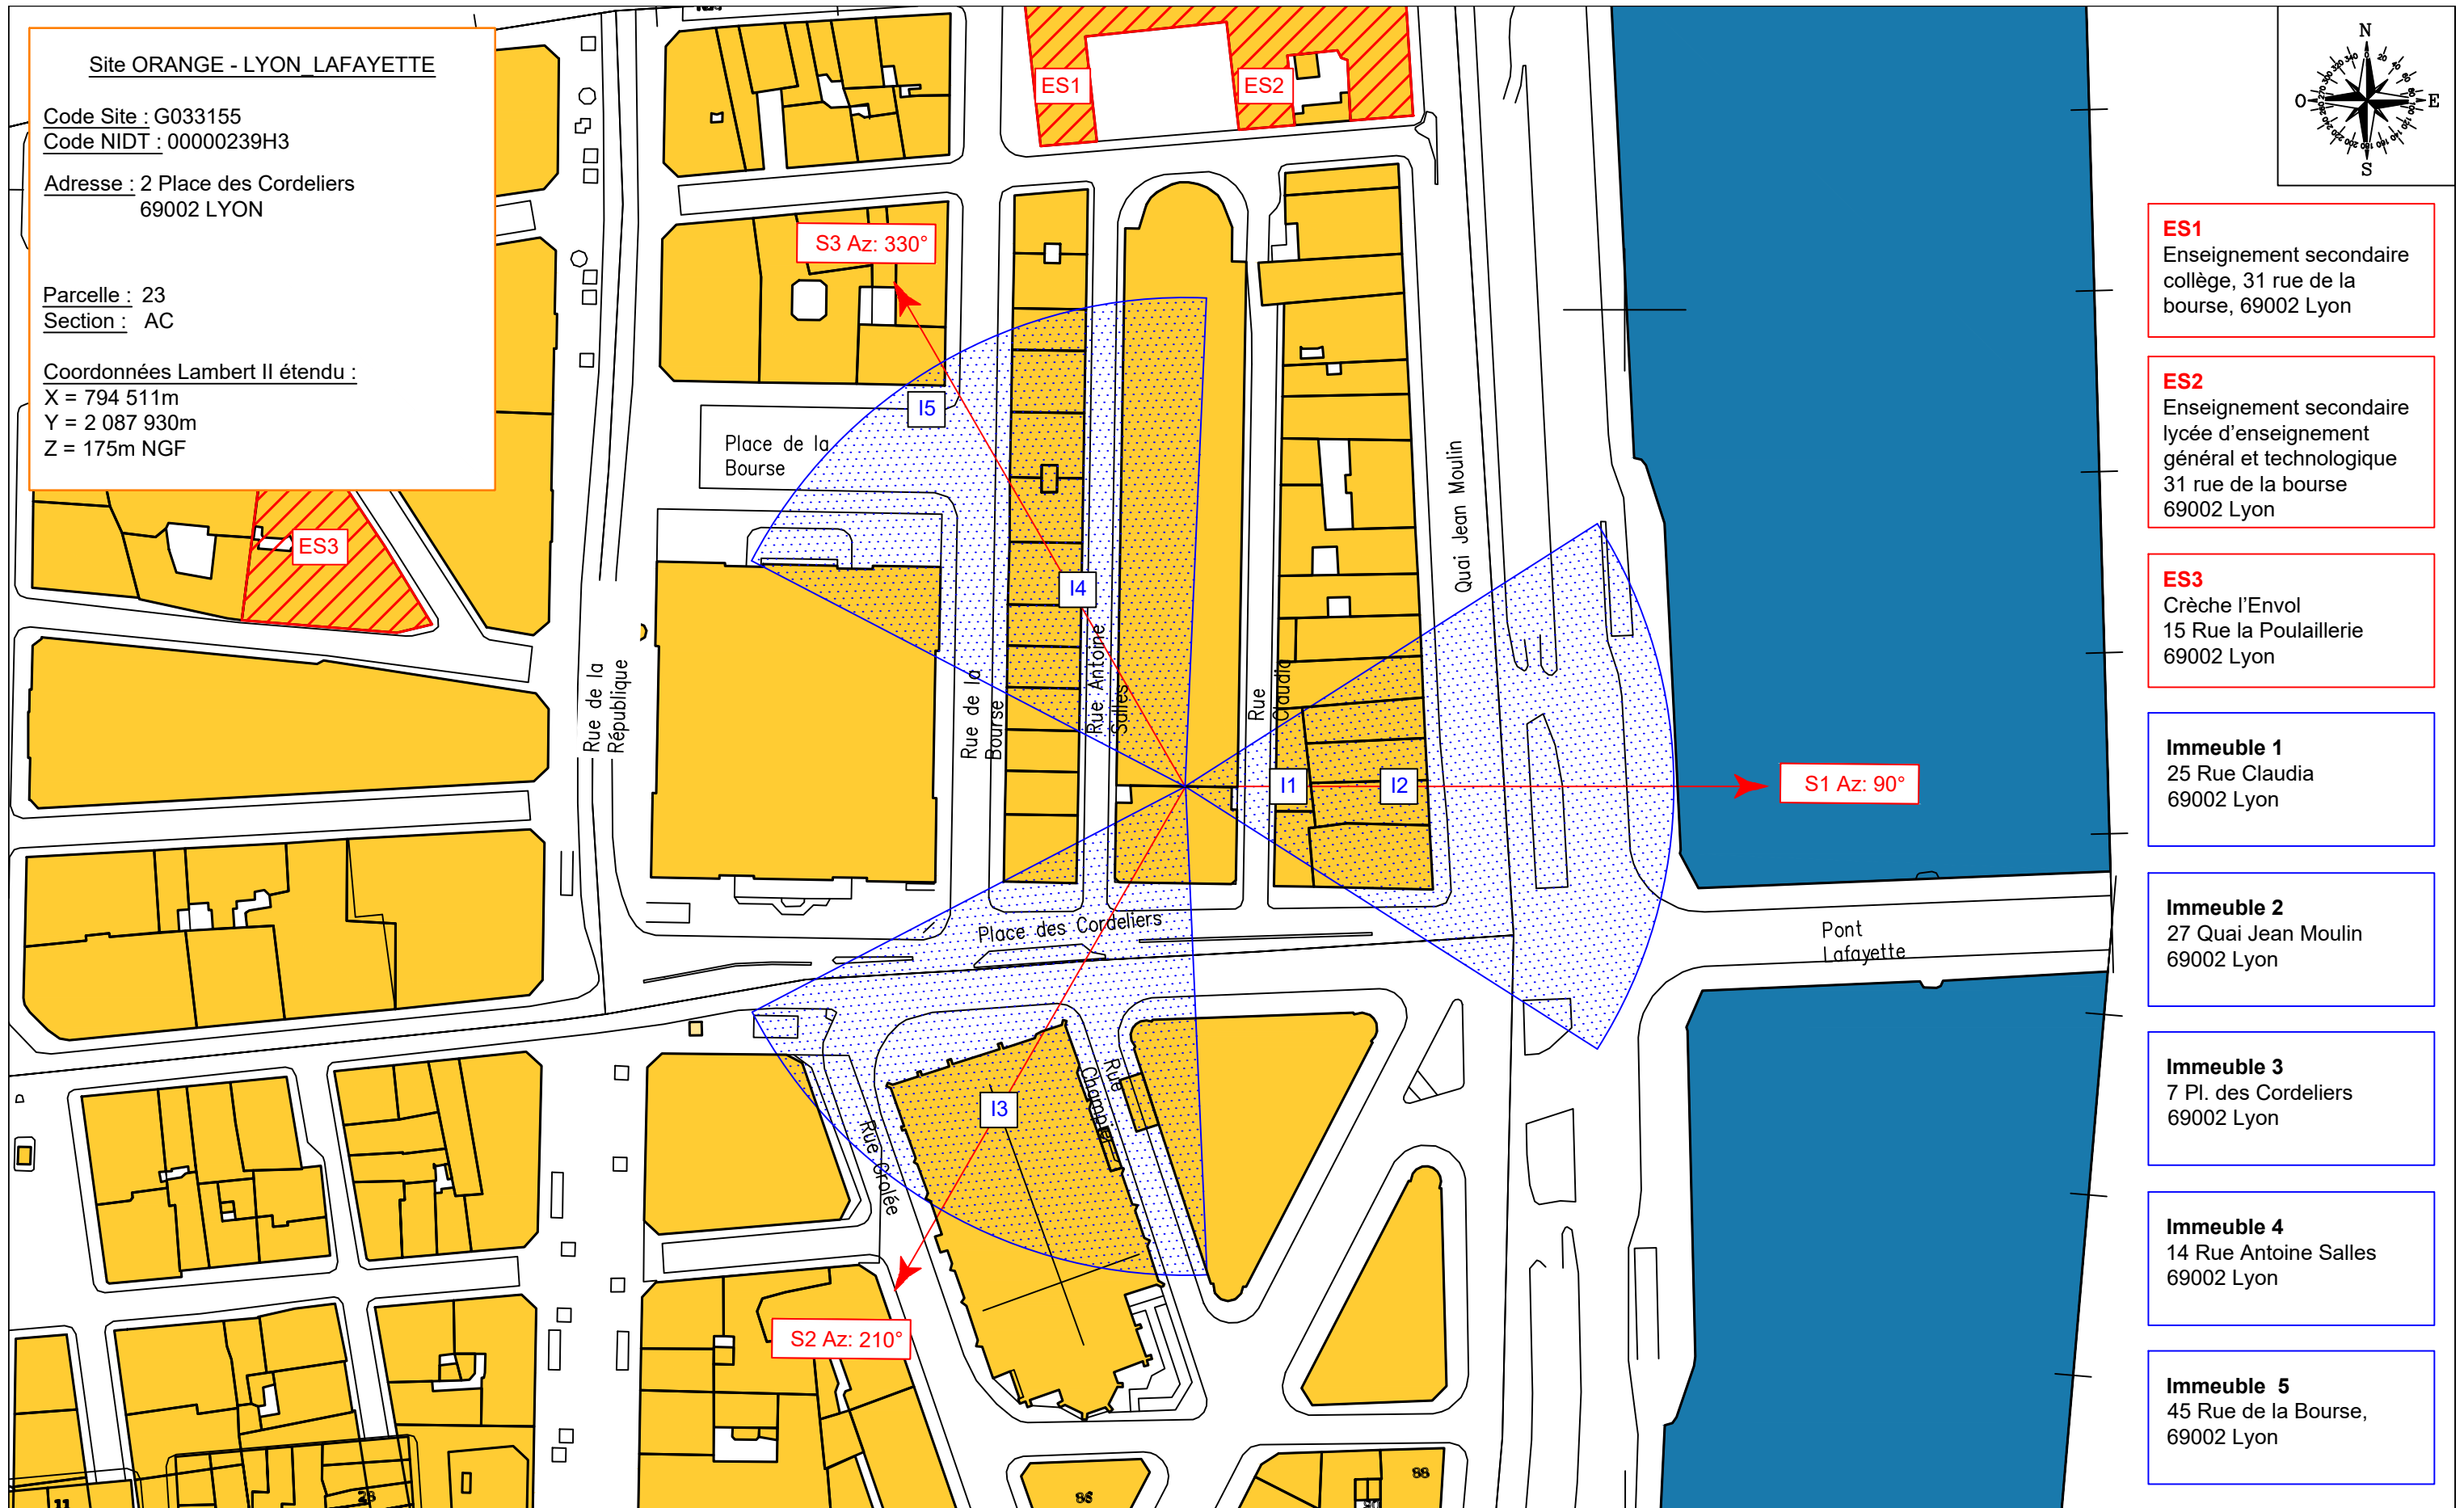 Site ORANGE - LYON_LAFAYETTE
Code Site : G033155
Code NIDT : 00000239H3
Adresse : 2 Place des Cordeliers
69002 LYON
Parcelle : 23
Section : AC
Coordonnées Lambert II étendu :
X = 794 511m
Y = 2 087 930m
Z = 175m NGF
ES1
ES2
ES3
S3 Az: 330°
I5
Place de la
Bourse
I4
Quai Jean Moulin
Rue de la
République
Rue de la
Bourse
Rue Antoine
Salles
Rue
Claudia
I1
I2
S1 Az: 90°
Place des Cordeliers
Pont
Lafayette
I3
Rue
Rue Grolée
S2 Az: 210°
11
28
86
88
N
E
S
O
ES1
Enseignement secondaire
collège, 31 rue de la
bourse, 69002 Lyon
ES2
Enseignement secondaire
lycée d’enseignement
général et technologique
31 rue de la bourse
69002 Lyon
ES3
Crèche l’Envol
15 Rue la Poulaillerie
69002 Lyon
Immeuble 1
25 Rue Claudia
69002 Lyon
Immeuble 2
27 Quai Jean Moulin
69002 Lyon
Immeuble 3
7 Pl. des Cordeliers
69002 Lyon
Immeuble 4
14 Rue Antoine Salles
69002 Lyon
Immeuble 5
45 Rue de la Bourse,
69002 Lyon